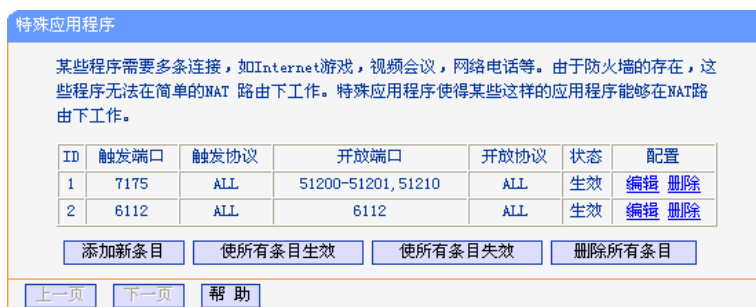 特殊应用程序
某些程序需要多条连接，如Internet游戏，视频会议，网络电话等。由于防火墙的存在，这
些程序无法在简单的NAT 路由下工作。特殊应用程序使得某些这样的应用程序能够在NAT路
由下工作。
ID 触发端口 触发协议 开放端口 开放协议 状态 配置
1 7175 ALL 51200-51201,51210 ALL 生效 编辑 删除
2 6112 ALL 6112 ALL 生效 编辑 删除
添加新条目 使所有条目生效 使所有条目失效 删除所有条目
上一页 下一页 帮 助